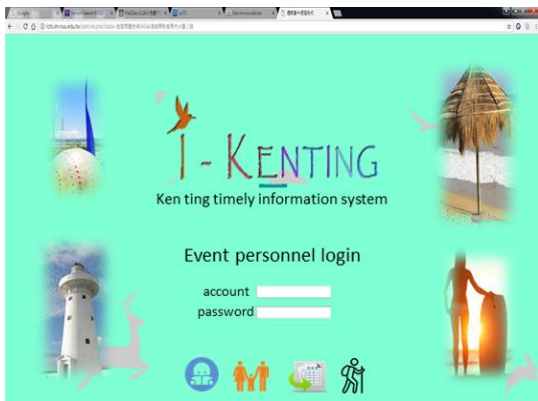 I-KENTING
Ken ting timely information system
Event personnel login
account
password